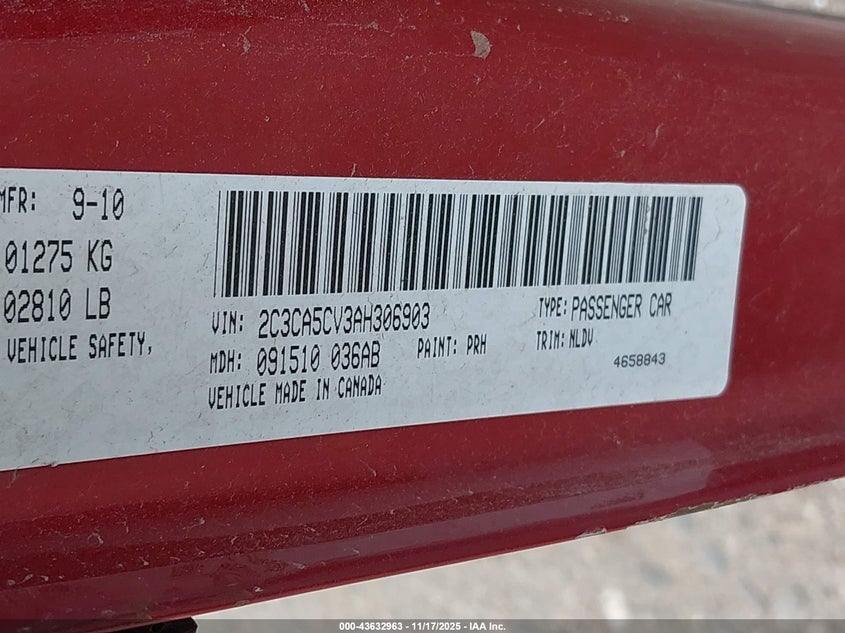 MFR: 9-10
01275 KG
02810 LB
VEHICLE SAFETY,
VIN: 2C3CA5CV3AH306903
TYPE: PASSENGER CAR
MDH: 091510 036AB
PAINT: PRH
TRIM: NLDV
VEHICLE MADE IN CANADA
4658843
000-43632963 - 11/17/2025 - IAA Inc.